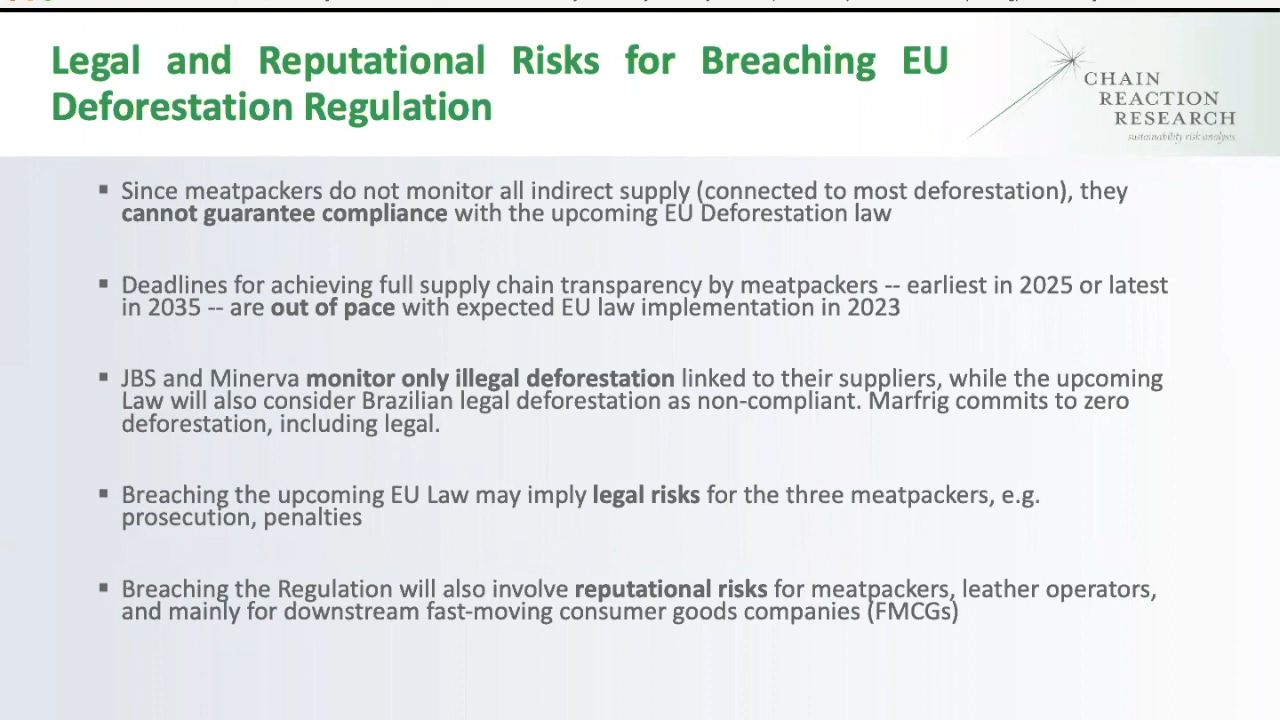 Legal and Reputational Risks for Breaching EU
Deforestation Regulation
CHAIN
REACTION
RESEARCH
sustainability risk analysis
▪ Since meatpackers do not monitor all indirect supply (connected to most deforestation), they
cannot guarantee compliance with the upcoming EU Deforestation law
▪ Deadlines for achieving full supply chain transparency by meatpackers -- earliest in 2025 or latest
in 2035 -- are out of pace with expected EU law implementation in 2023
▪ JBS and Minerva monitor only illegal deforestation linked to their suppliers, while the upcoming
Law will also consider Brazilian legal deforestation as non-compliant. Marfrig commits to zero
deforestation, including legal.
▪ Breaching the upcoming EU Law may imply legal risks for the three meatpackers, e.g.
prosecution, penalties
▪ Breaching the Regulation will also involve reputational risks for meatpackers, leather operators,
and mainly for downstream fast-moving consumer goods companies (FMCGs)